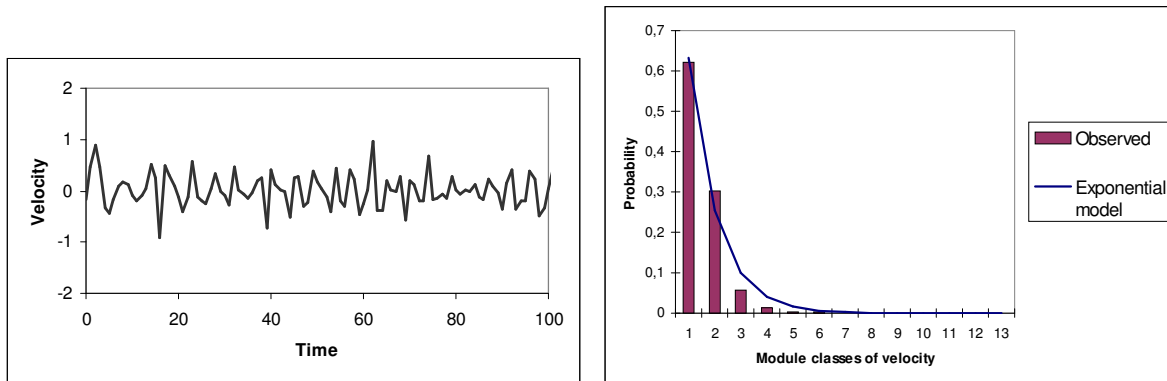 2
1
0
-1
-2
Velocity
0 20 40 60 80 100
Time
0,7
0,6
0,5
0,4
0,3
0,2
0,1
0
Probability
1 2 3 4 5 6 7 8 9 10 11 12 13
Module classes of velocity
Observed
Exponential
model